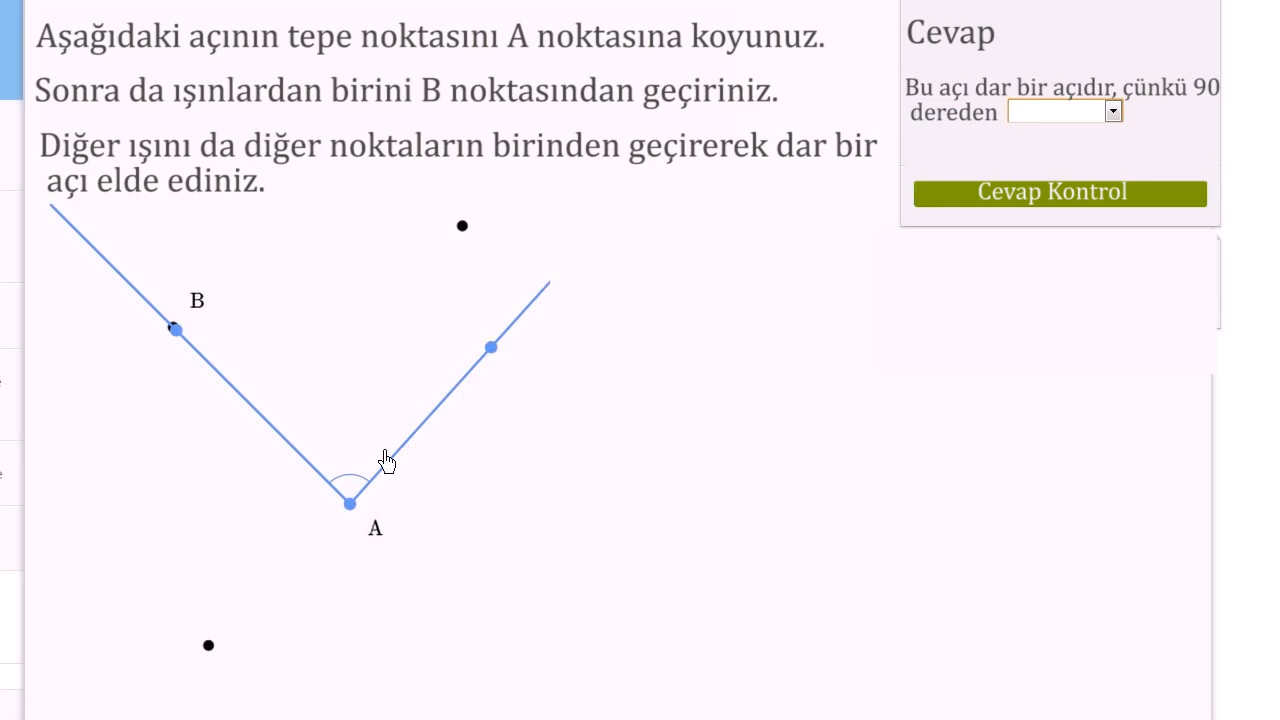 Aşağıdaki açının tepe noktasını A noktasına koyunuz.
Sonra da ışınlardan birini B noktasından geçiriniz.
Diğer ışını da diğer noktaların birinden geçirerek dar bir
açı elde ediniz.
B
A
Cevap
Bu açı dar bir açıdır, çünkü 90
dereden
Cevap Kontrol